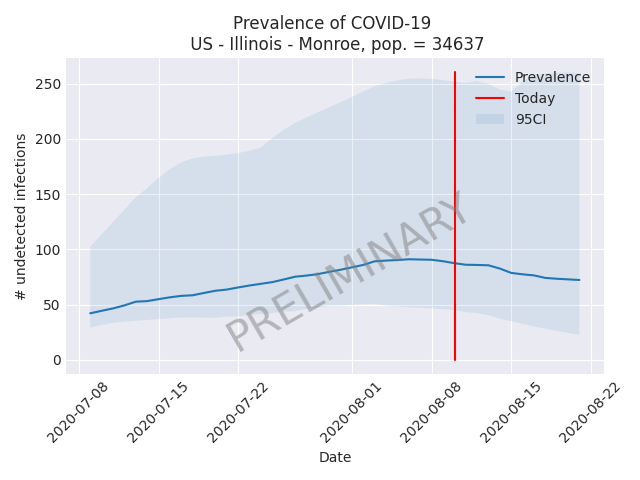 Prevalence of COVID-19
US - Illinois - Monroe, pop. = 34637
Prevalence
Today
95CI
PRELIMINARY
# undetected infections
250
200
150
100
50
0
2020-07-08
2020-07-15
2020-07-22
2020-08-01
2020-08-08
2020-08-15
2020-08-22
Date